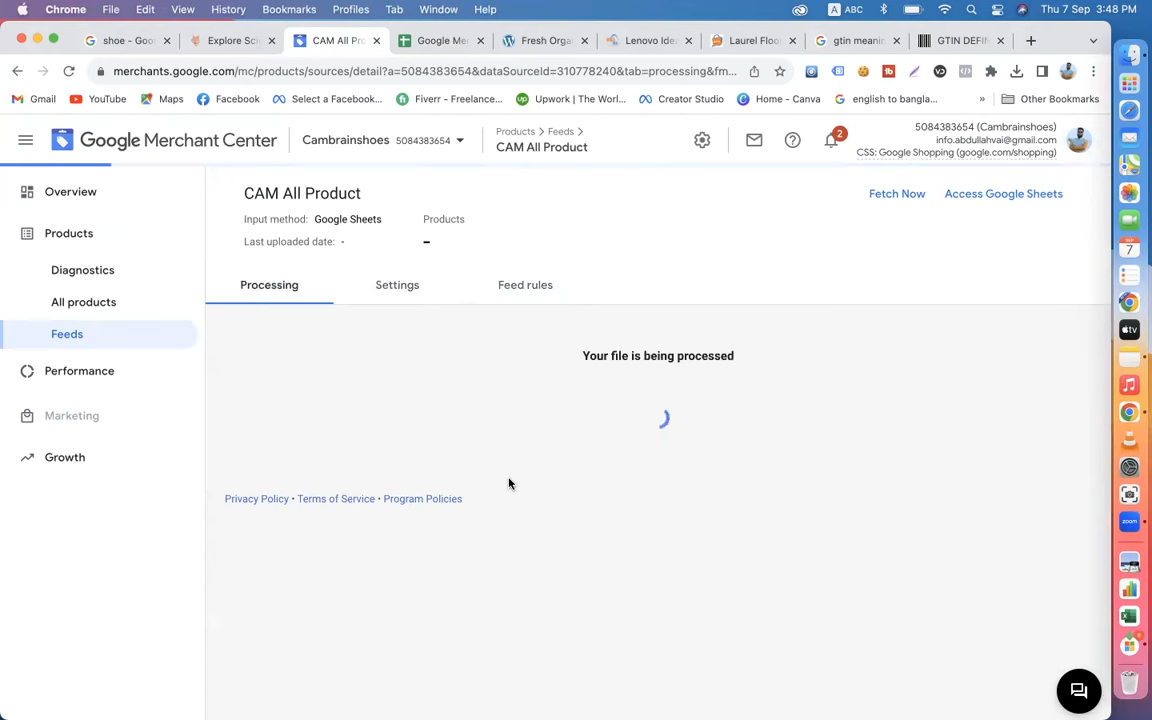 Chrome File Edit View History Bookmarks Profiles Tab Window Help A ABC Thu 7 Sep 3:48 PM
shoe - Goo Explore Sci CAM All Pro Google Me Fresh Orga Lenovo Ide Laurel Floo gtin meanin GTIN DEFIN
merchants.google.com/mc/products/sources/detail?a=5084383654&dataSourceId=310778240&tab=processing&fm...
Gmail YouTube Maps Facebook Select a Facebook... Fiverr - Freelance... Upwork | The Worl... Creator Studio Home - Canva english to bangla... » Other Bookmarks
Google Merchant Center Cambrainshoes 5084383654
Products > Feeds >
CAM All Product
2
5084383654 (Cambrainshoes)
info.abdullahvai@gmail.com
CSS: Google Shopping (google.com/shopping)
Overview
Products
Diagnostics
All products
Feeds
Performance
Marketing
Growth
CAM All Product
Fetch Now Access Google Sheets
Input method: Google Sheets Products
Last uploaded date: - –
Processing Settings Feed rules
Your file is being processed
Privacy Policy • Terms of Service • Program Policies
SEP
7
tv
zoom